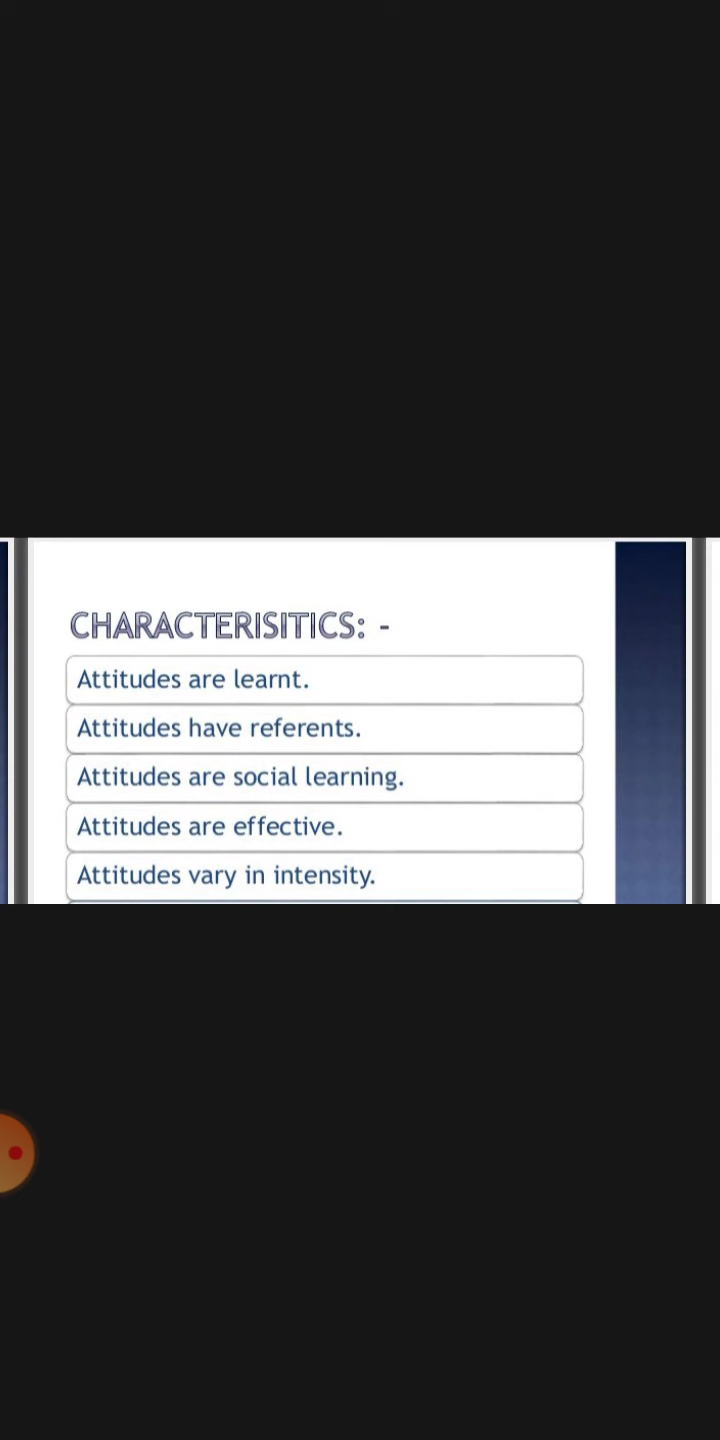 CHARACTERISITICS: -
Attitudes are learnt.
Attitudes have referents.
Attitudes are social learning.
Attitudes are effective.
Attitudes vary in intensity.